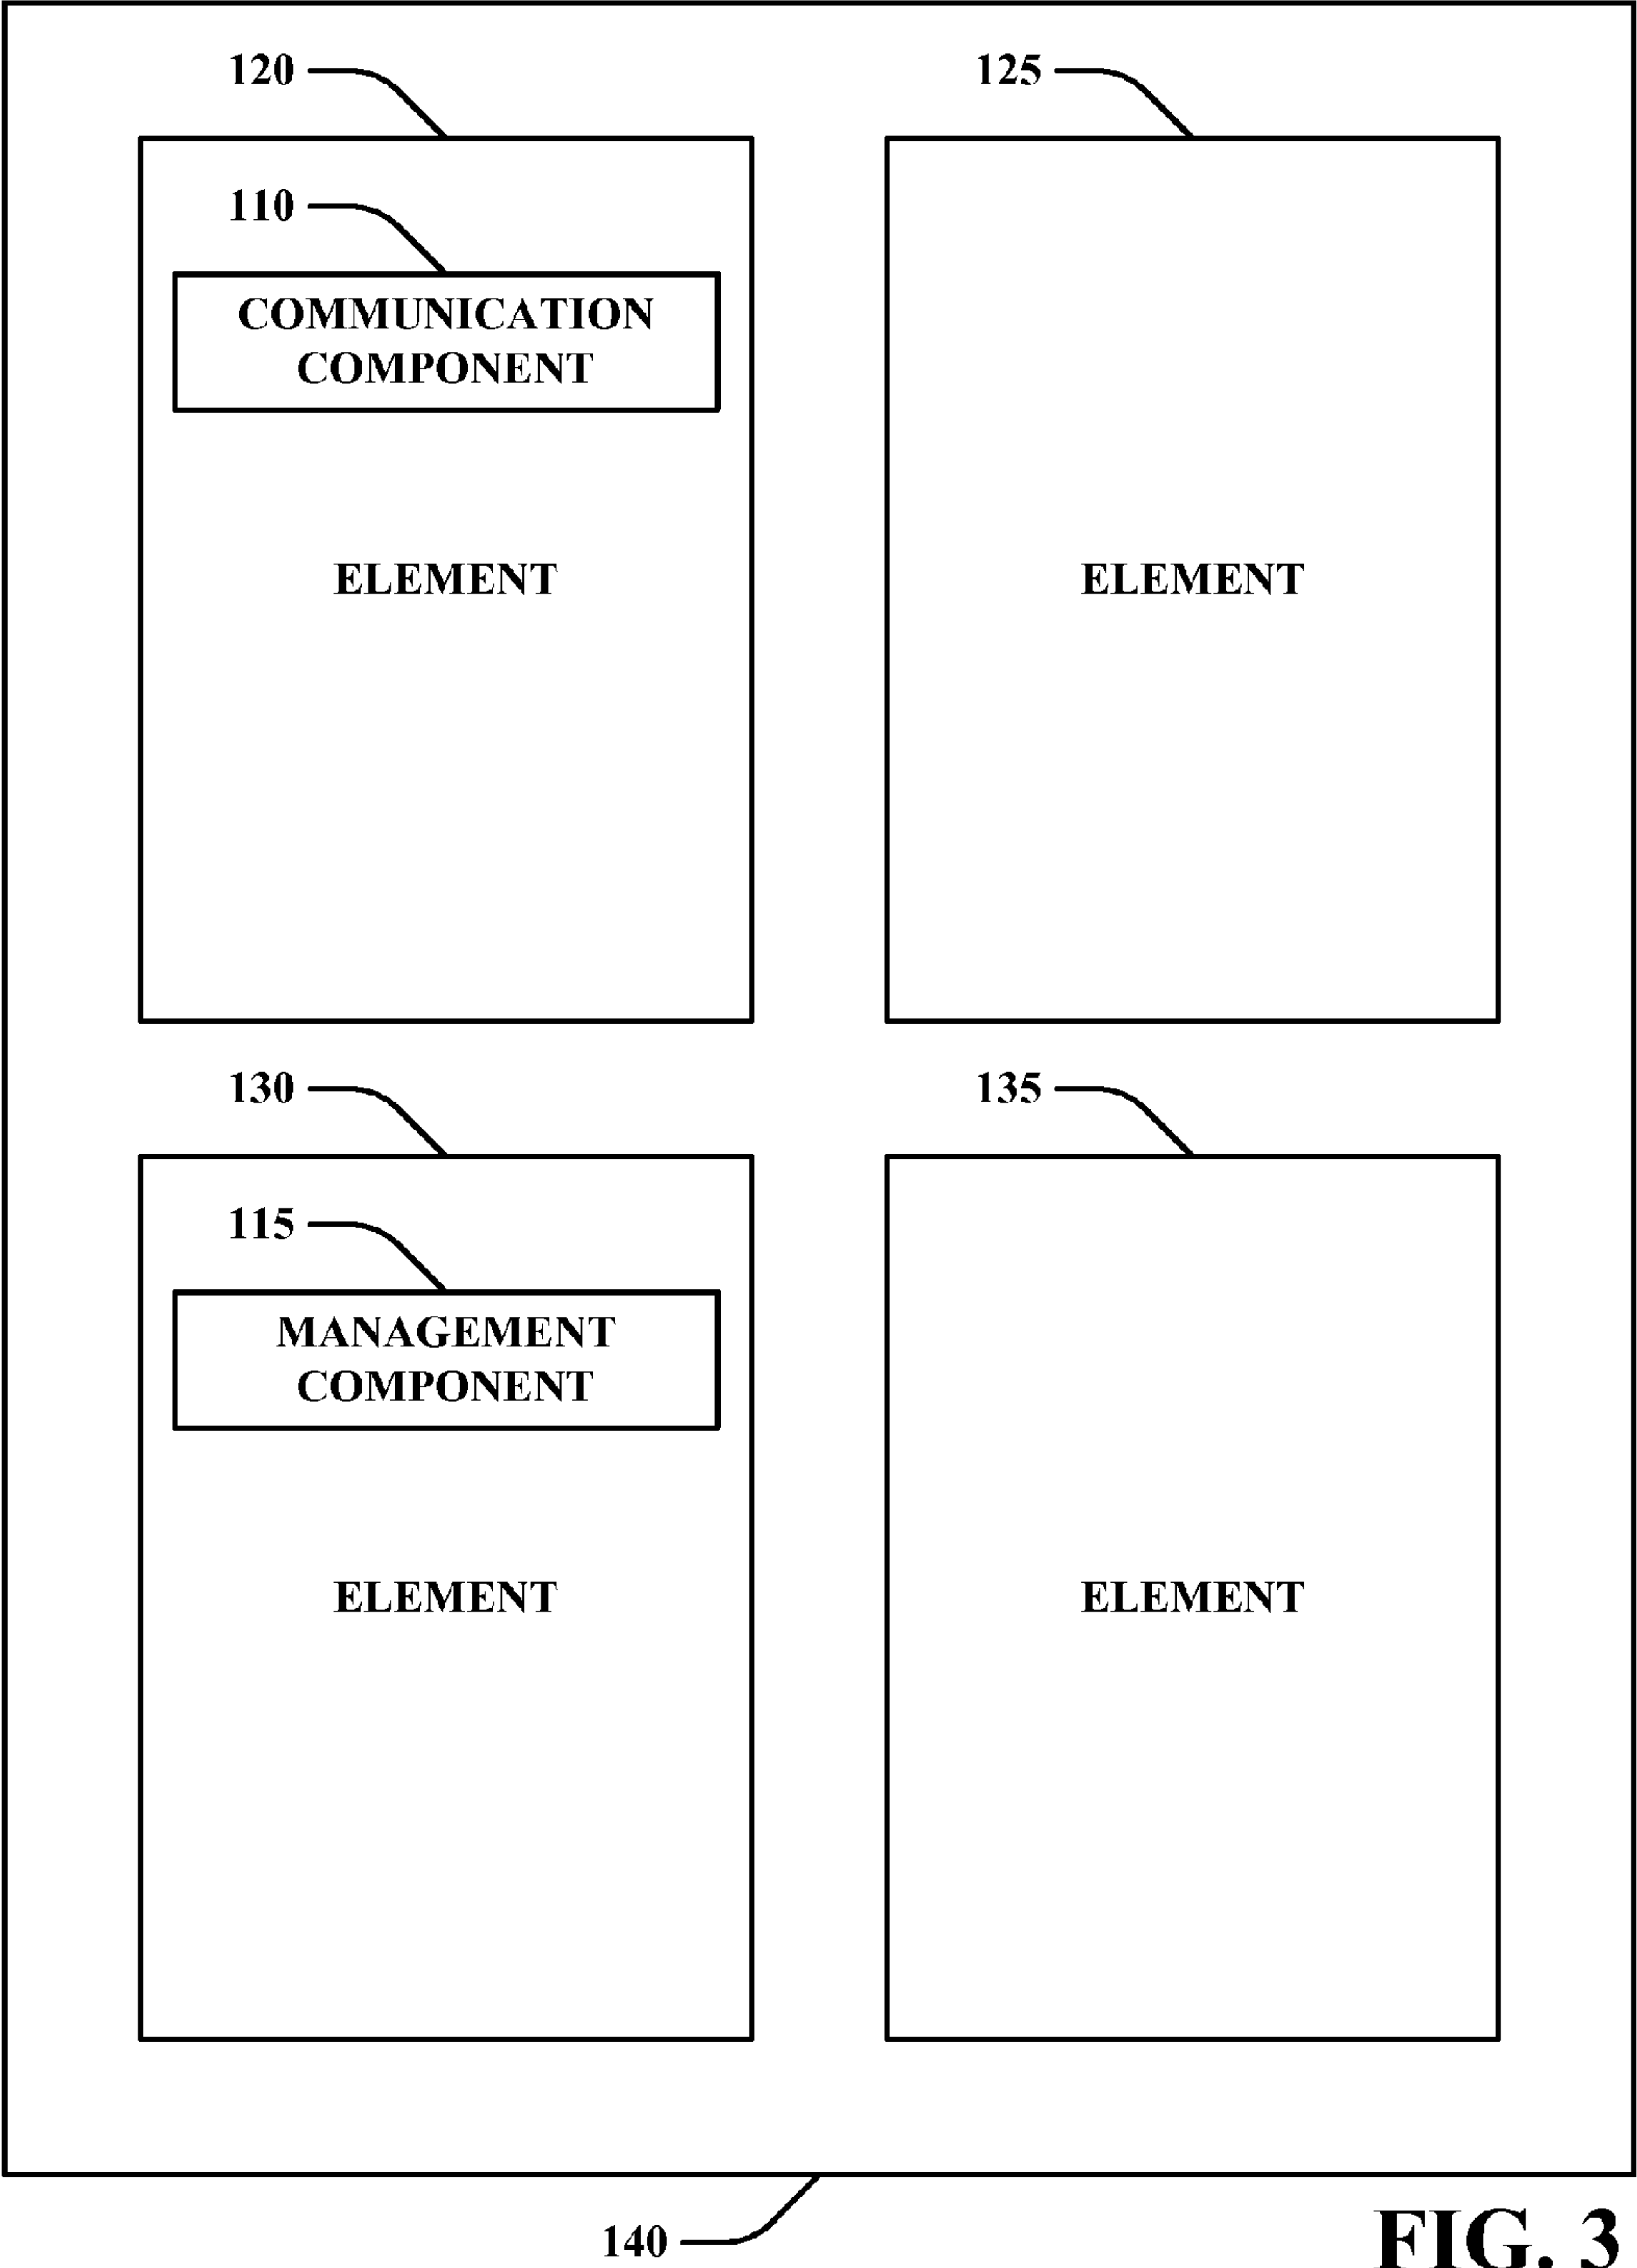 120
125
110
COMMUNICATION
COMPONENT
ELEMENT
ELEMENT
130
135
115
MANAGEMENT
COMPONENT
ELEMENT
ELEMENT
140
FIG. 3